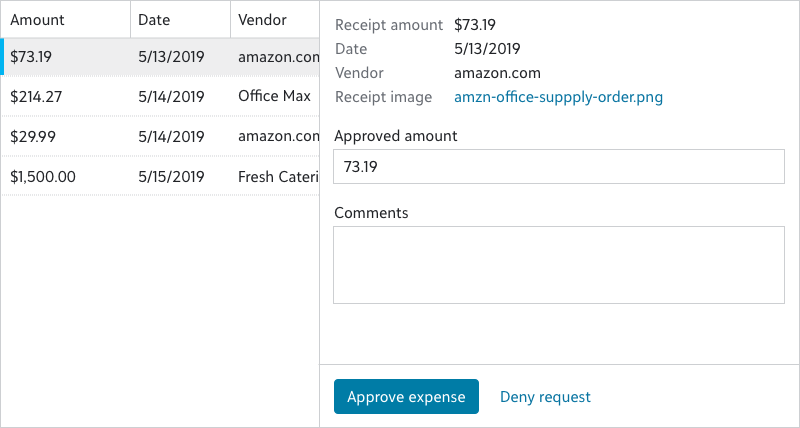 Amount Date Vendor
$73.19 5/13/2019 amazon.com
$214.27 5/14/2019 Office Max
$29.99 5/14/2019 amazon.com
$1,500.00 5/15/2019 Fresh Cateri
Receipt amount $73.19
Date 5/13/2019
Vendor amazon.com
Receipt image amzn-office-suppply-order.png
Approved amount
73.19
Comments
Approve expense Deny request